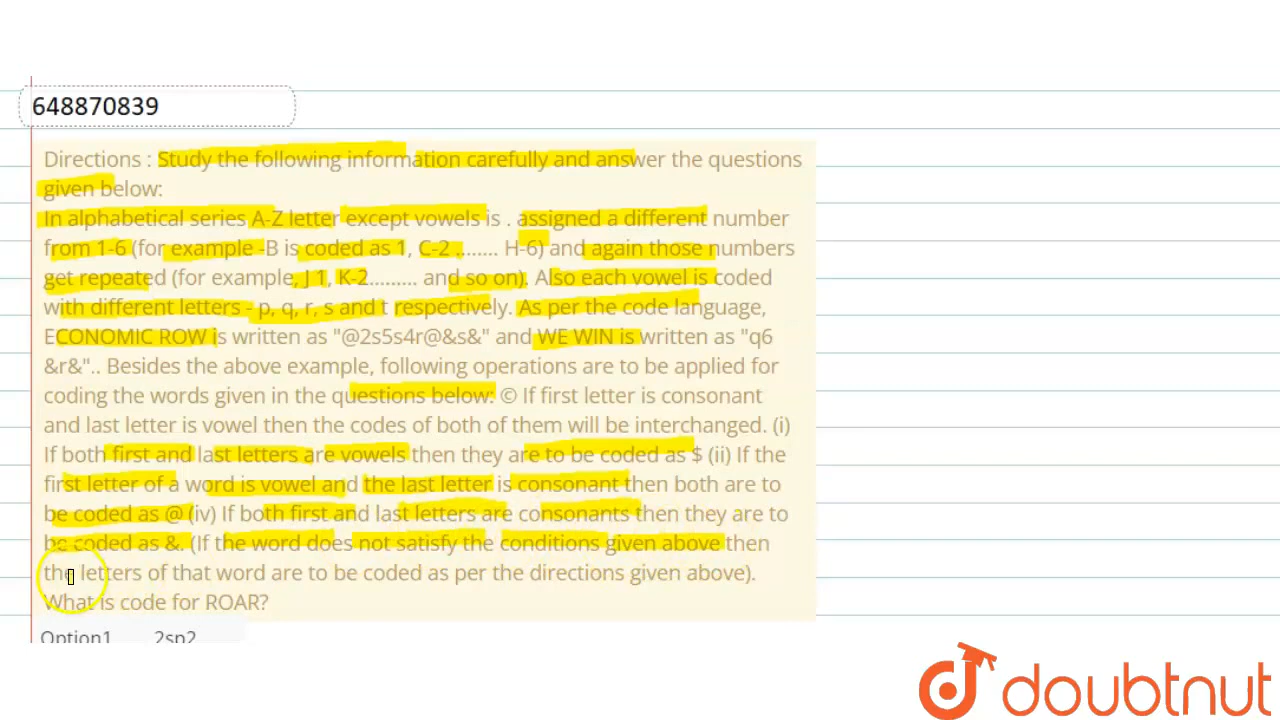 648870839
Directions : Study the following information carefully and answer the questions
given below:
In alphabetical series A-Z letter except vowels is . assigned a different number
from 1-6 (for example -B is coded as 1, C-2 ........ H-6) and again those numbers
get repeated (for example, J 1, K-2......... and so on). Also each vowel is coded
with different letters - p, q, r, s and t respectively. As per the code language,
ECONOMIC ROW is written as "@2s5s4r@&s&" and WE WIN is written as "q6
&r&".. Besides the above example, following operations are to be applied for
coding the words given in the questions below: © If first letter is consonant
and last letter is vowel then the codes of both of them will be interchanged. (i)
If both first and last letters are vowels then they are to be coded as $ (ii) If the
first letter of a word is vowel and the last letter is consonant then both are to
be coded as @ (iv) If both first and last letters are consonants then they are to
be coded as &. (If the word does not satisfy the conditions given above then
the letters of that word are to be coded as per the directions given above).
What is code for ROAR?
Option1 2sp2
doubtnut